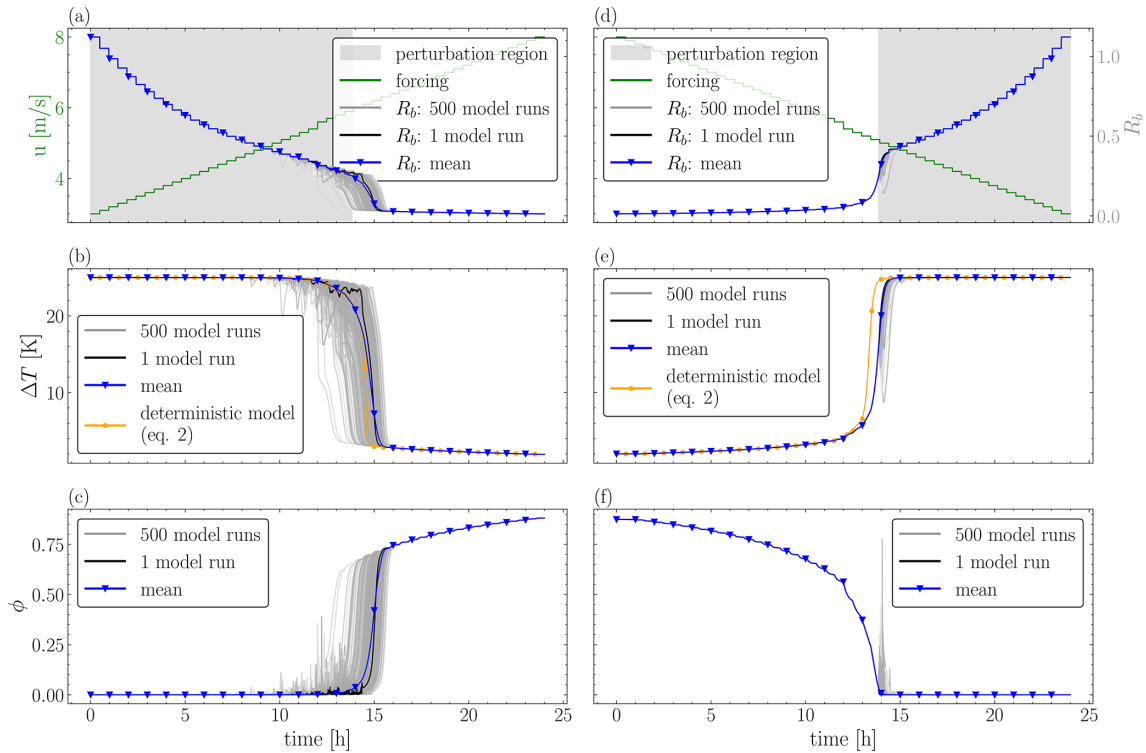 (a)
8
6
4
u [m/s]
perturbation region
forcing
R_b: 500 model runs
R_b: 1 model run
R_b: mean
(d)
perturbation region
forcing
R_b: 500 model runs
R_b: 1 model run
R_b: mean
1.0
0.5
0.0
R_b
(b)
20
10
ΔT [K]
500 model runs
1 model run
mean
deterministic model
(eq. 2)
(e)
500 model runs
1 model run
mean
deterministic model
(eq. 2)
(c)
0.75
0.50
0.25
0.00
ϕ
500 model runs
1 model run
mean
0 5 10 15 20 25
time [h]
(f)
500 model runs
1 model run
mean
0 5 10 15 20 25
time [h]